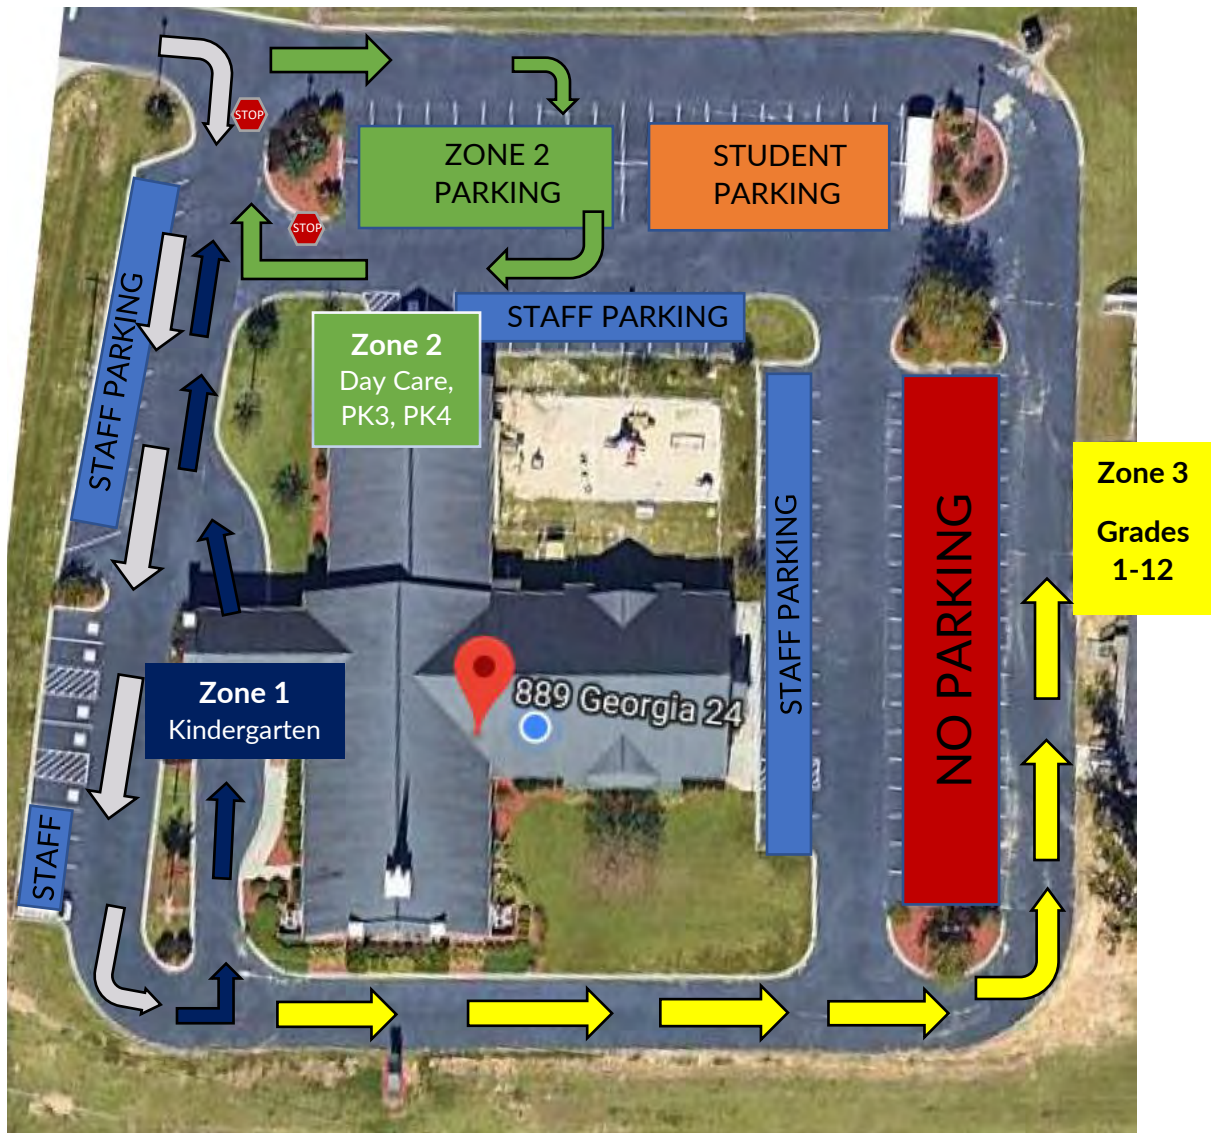 STOP
ZONE 2
PARKING
STUDENT
PARKING
STOP
STAFF PARKING
STAFF PARKING
Zone 2
Day Care,
PK3, PK4
Zone 3
Grades
1-12
STAFF PARKING
NO PARKING
Zone 1
Kindergarten
889 Georgia 24
STAFF